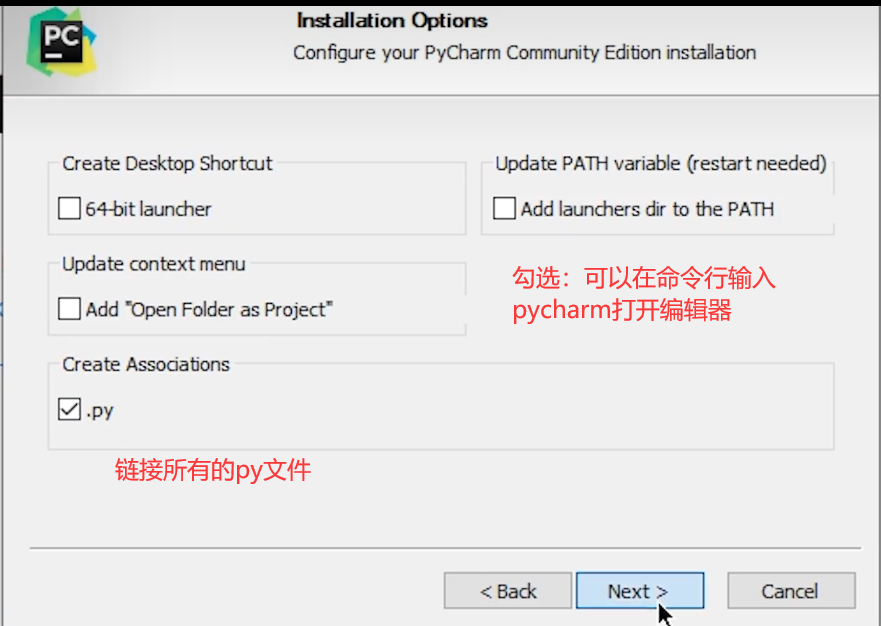 PC
Installation Options
Configure your PyCharm Community Edition installation
Create Desktop Shortcut
64-bit launcher
Update PATH variable (restart needed)
Add launchers dir to the PATH
Update context menu
Add "Open Folder as Project"
勾选：可以在命令行输入
pycharm打开编辑器
Create Associations
.py
链接所有的py文件
< Back
Next >
Cancel